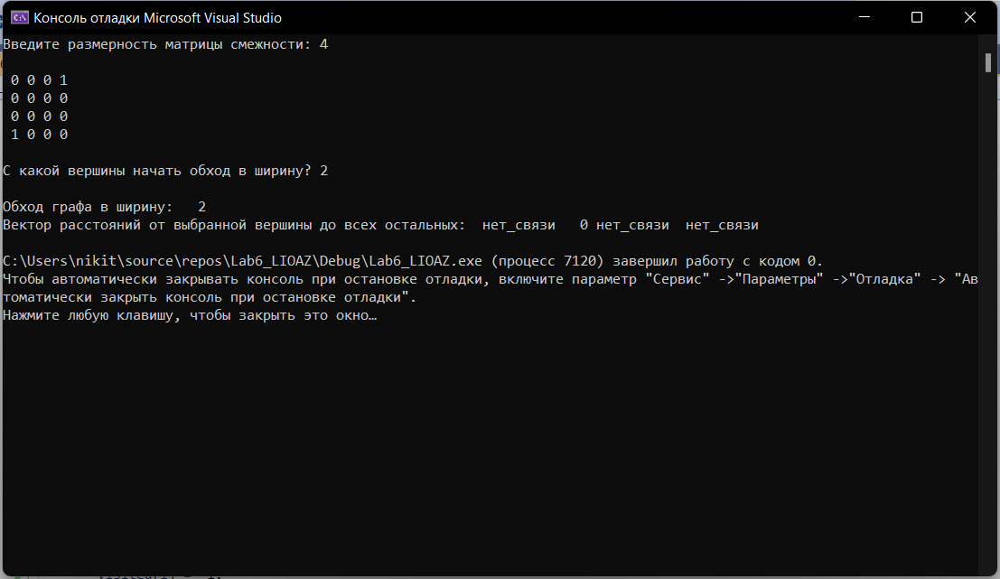 Консоль отладки Microsoft Visual Studio
Введите размерность матрицы смежности: 4
0 0 0 1
0 0 0 0
0 0 0 0
1 0 0 0
С какой вершины начать обход в ширину? 2
Обход графа в ширину:   2
Вектор расстояний от выбранной вершины до всех остальных:  нет_связи   0 нет_связи  нет_связи
C:\Users\nikit\source\repos\Lab6_LIOAZ\Debug\Lab6_LIOAZ.exe (процесс 7120) завершил работу с кодом 0.
Чтобы автоматически закрывать консоль при остановке отладки, включите параметр "Сервис" ->"Параметры" ->"Отладка" -> "Ав
томатически закрыть консоль при остановке отладки".
Нажмите любую клавишу, чтобы закрыть это окно…